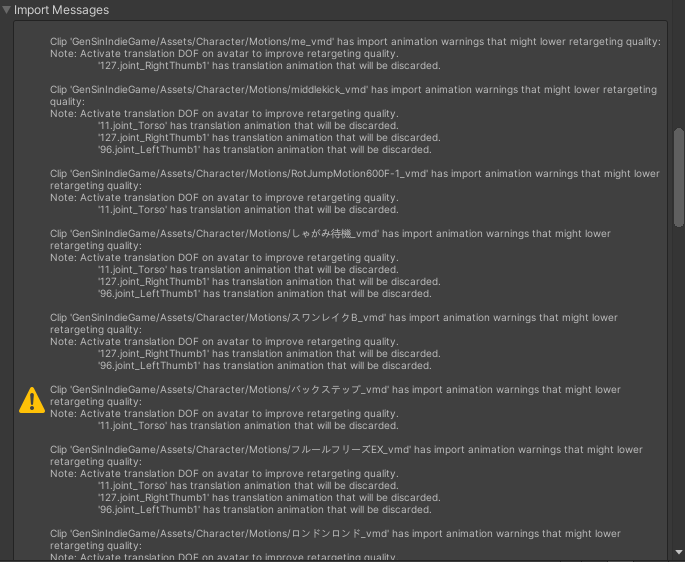 Import Messages
Clip 'GenSinIndieGame/Assets/Character/Motions/me_vmd' has import animation warnings that might lower retargeting quality:
Note: Activate translation DOF on avatar to improve retargeting quality.
'127.joint_RightThumb1' has translation animation that will be discarded.
Clip 'GenSinIndieGame/Assets/Character/Motions/middlekick_vmd' has import animation warnings that might lower retargeting
quality:
Note: Activate translation DOF on avatar to improve retargeting quality.
'11.joint_Torso' has translation animation that will be discarded.
'127.joint_RightThumb1' has translation animation that will be discarded.
'96.joint_LeftThumb1' has translation animation that will be discarded.
Clip 'GenSinIndieGame/Assets/Character/Motions/RotJumpMotion600F-1_vmd' has import animation warnings that might lower
retargeting quality:
Note: Activate translation DOF on avatar to improve retargeting quality.
'11.joint_Torso' has translation animation that will be discarded.
Clip 'GenSinIndieGame/Assets/Character/Motions/しゃがみ待機_vmd' has import animation warnings that might lower
retargeting quality:
Note: Activate translation DOF on avatar to improve retargeting quality.
'11.joint_Torso' has translation animation that will be discarded.
'127.joint_RightThumb1' has translation animation that will be discarded.
'96.joint_LeftThumb1' has translation animation that will be discarded.
Clip 'GenSinIndieGame/Assets/Character/Motions/スワンレイクB_vmd' has import animation warnings that might lower
retargeting quality:
Note: Activate translation DOF on avatar to improve retargeting quality.
'127.joint_RightThumb1' has translation animation that will be discarded.
'96.joint_LeftThumb1' has translation animation that will be discarded.
Clip 'GenSinIndieGame/Assets/Character/Motions/バックステップ_vmd' has import animation warnings that might lower
retargeting quality:
Note: Activate translation DOF on avatar to improve retargeting quality.
'11.joint_Torso' has translation animation that will be discarded.
Clip 'GenSinIndieGame/Assets/Character/Motions/フルールフリーズEX_vmd' has import animation warnings that might lower
retargeting quality:
Note: Activate translation DOF on avatar to improve retargeting quality.
'11.joint_Torso' has translation animation that will be discarded.
'127.joint_RightThumb1' has translation animation that will be discarded.
'96.joint_LeftThumb1' has translation animation that will be discarded.
Clip 'GenSinIndieGame/Assets/Character/Motions/ロンドンロンド_vmd' has import animation warnings that might lower
retargeting quality:
Note: Activate translation DOF on avatar to improve retargeting quality.